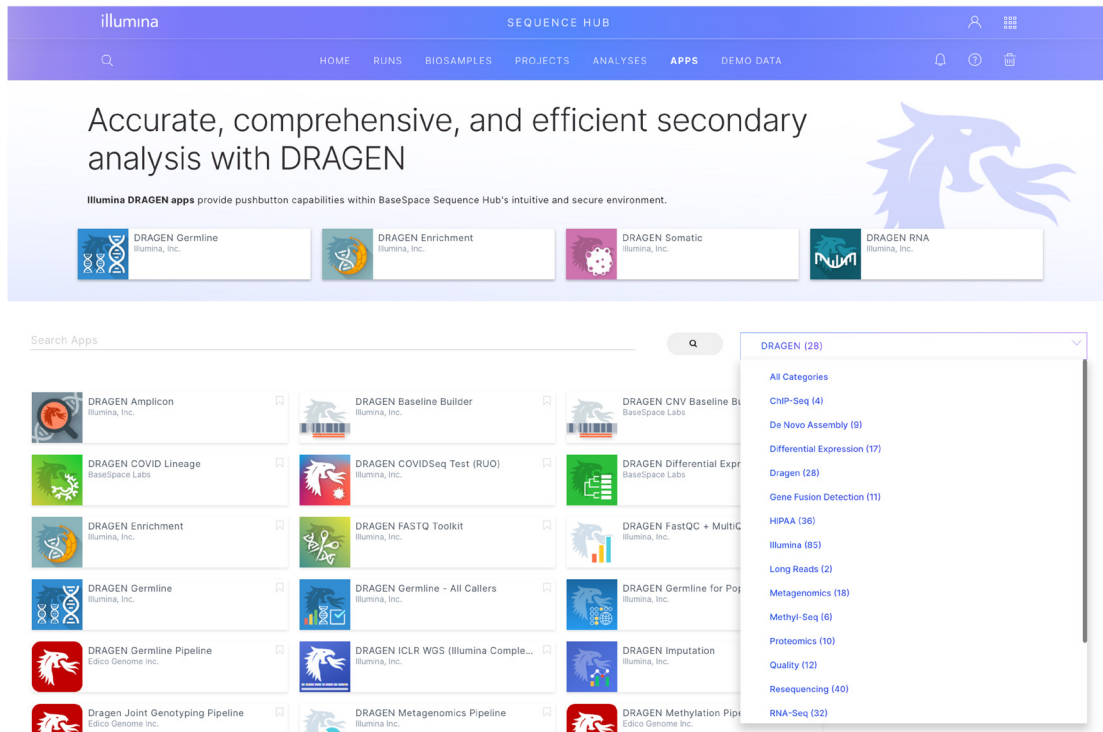 illumina
SEQUENCE HUB
HOME RUNS BIOSAMPLES PROJECTS ANALYSES APPS DEMO DATA
Accurate, comprehensive, and efficient secondary
analysis with DRAGEN
Illumina DRAGEN apps provide pushbutton capabilities within BaseSpace Sequence Hub's intuitive and secure environment.
DRAGEN Germline
Illumina, Inc.
DRAGEN Enrichment
Illumina, Inc.
DRAGEN Somatic
Illumina, Inc.
DRAGEN RNA
Illumina, Inc.
Search Apps
DRAGEN (28)
All Categories
ChIP-Seq (4)
De Novo Assembly (9)
Differential Expression (17)
Dragen (28)
Gene Fusion Detection (11)
HIPAA (36)
Illumina (85)
Long Reads (2)
Metagenomics (18)
Methyl-Seq (6)
Proteomics (10)
Quality (12)
Resequencing (40)
RNA-Seq (32)
DRAGEN Amplicon
Illumina, Inc.
DRAGEN Baseline Builder
Illumina, Inc.
DRAGEN CNV Baseline Bu
BaseSpace Labs
DRAGEN COVID Lineage
BaseSpace Labs
DRAGEN COVIDSeq Test (RUO)
Illumina, Inc.
DRAGEN Differential Expr
BaseSpace Labs
DRAGEN Enrichment
Illumina, Inc.
DRAGEN FASTQ Toolkit
Illumina, Inc.
DRAGEN FastQC + MultiQ
Illumina, Inc.
DRAGEN Germline
Illumina, Inc.
DRAGEN Germline - All Callers
Illumina, Inc.
DRAGEN Germline for Pop
Illumina, Inc.
DRAGEN Germline Pipeline
Edico Genome Inc.
DRAGEN ICLR WGS (Illumina Comple...
Illumina, Inc.
DRAGEN Imputation
Illumina, Inc.
Dragen Joint Genotyping Pipeline
Edico Genome Inc.
DRAGEN Metagenomics Pipeline
Illumina Inc.
DRAGEN Methylation Pipe
Edico Genome Inc.